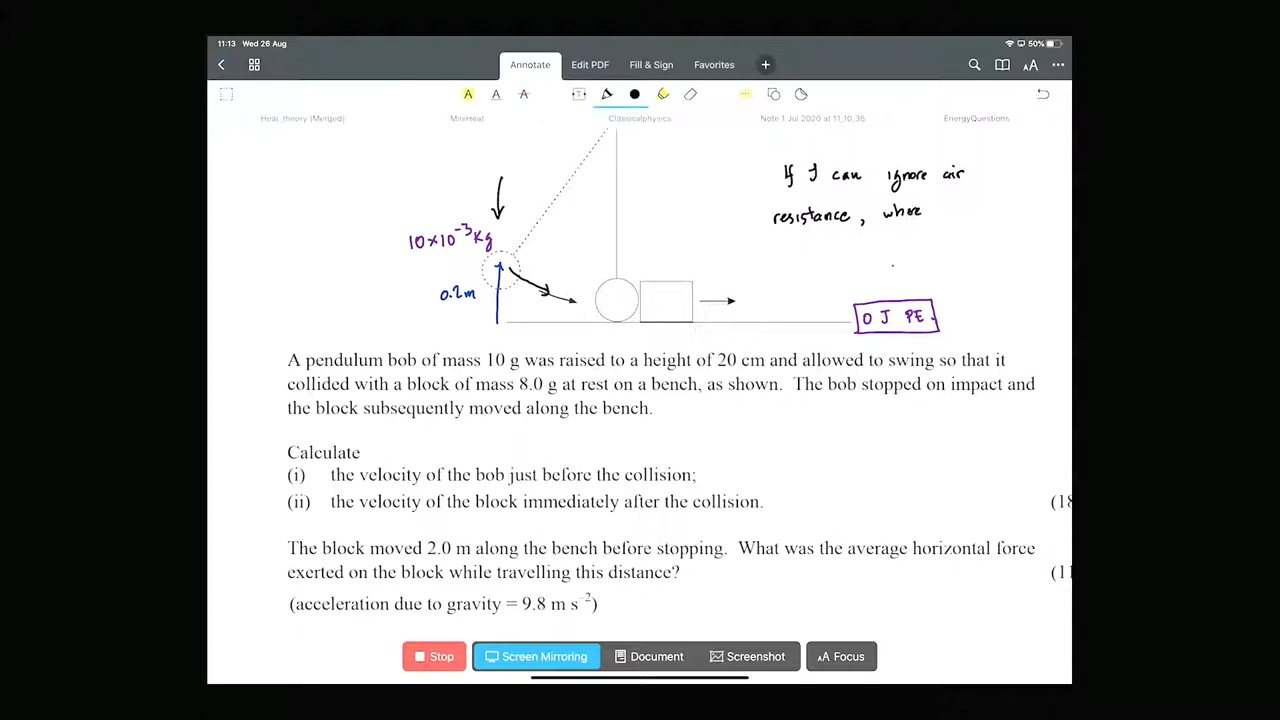 11:13 Wed 26 Aug
50%
Annotate Edit PDF Fill & Sign Favorites +
A A A T AA
Heat_theory (Merged) MiniHeat Classicalphysics Note 1 Jul 2020 at 11_10_35 EnergyQuestions
If I can ignore air
resistance, where
10×10⁻³Kg
0.2m
0 J PE.
A pendulum bob of mass 10 g was raised to a height of 20 cm and allowed to swing so that it
collided with a block of mass 8.0 g at rest on a bench, as shown. The bob stopped on impact and
the block subsequently moved along the bench.
Calculate
(i) the velocity of the bob just before the collision;
(ii) the velocity of the block immediately after the collision.
The block moved 2.0 m along the bench before stopping. What was the average horizontal force
exerted on the block while travelling this distance?
(acceleration due to gravity = 9.8 m s⁻²)
Stop Screen Mirroring Document Screenshot AA Focus